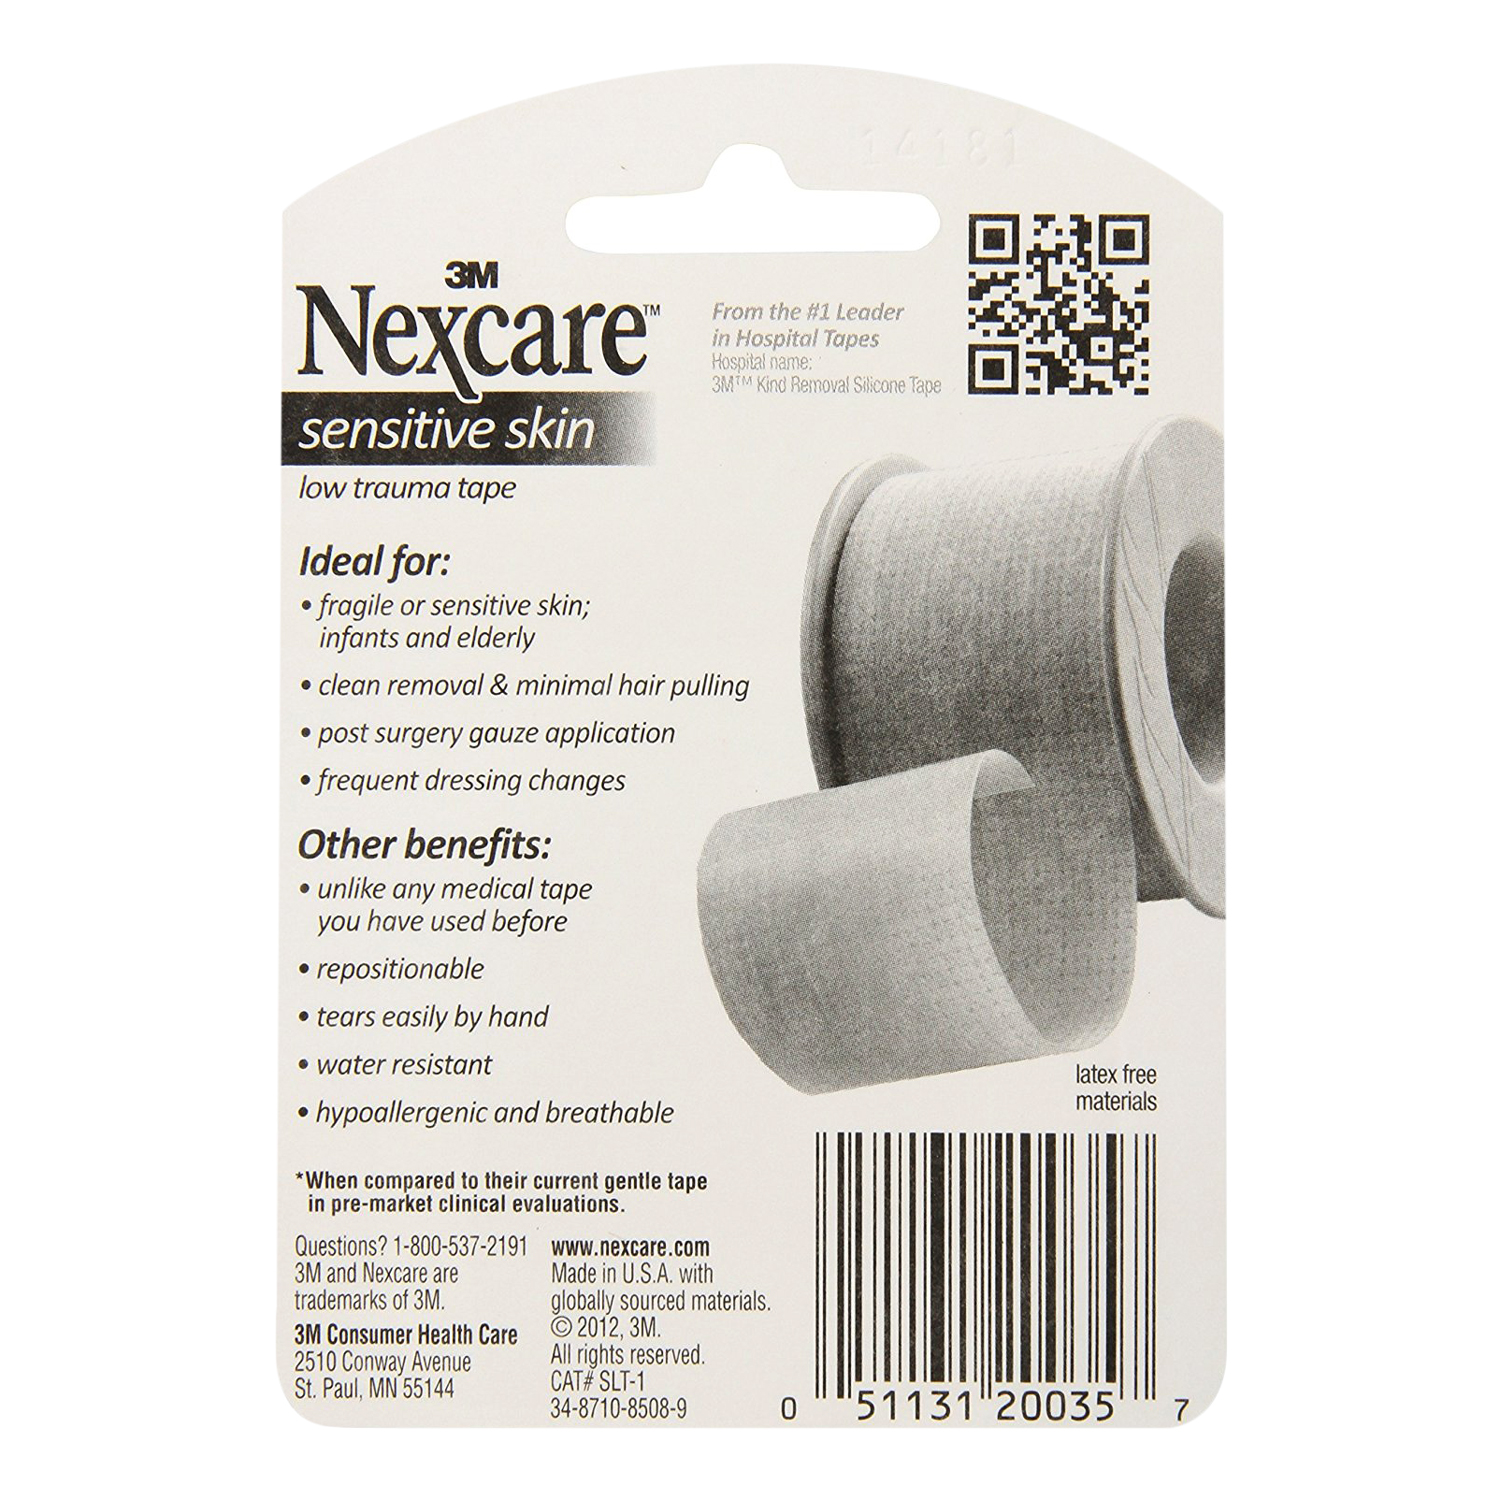 14181
3M
Nexcare™
sensitive skin
low trauma tape
From the #1 Leader
in Hospital Tapes
Hospital name:
3M™ Kind Removal Silicone Tape
Ideal for:
• fragile or sensitive skin;
infants and elderly
• clean removal & minimal hair pulling
• post surgery gauze application
• frequent dressing changes
Other benefits:
• unlike any medical tape
you have used before
• repositionable
• tears easily by hand
• water resistant
• hypoallergenic and breathable
latex free
materials
*When compared to their current gentle tape
in pre-market clinical evaluations.
Questions? 1-800-537-2191
3M and Nexcare are
trademarks of 3M.
3M Consumer Health Care
2510 Conway Avenue
St. Paul, MN 55144
www.nexcare.com
Made in U.S.A. with
globally sourced materials.
© 2012, 3M.
All rights reserved.
CAT# SLT-1
34-8710-8508-9
0 51131 20035 7